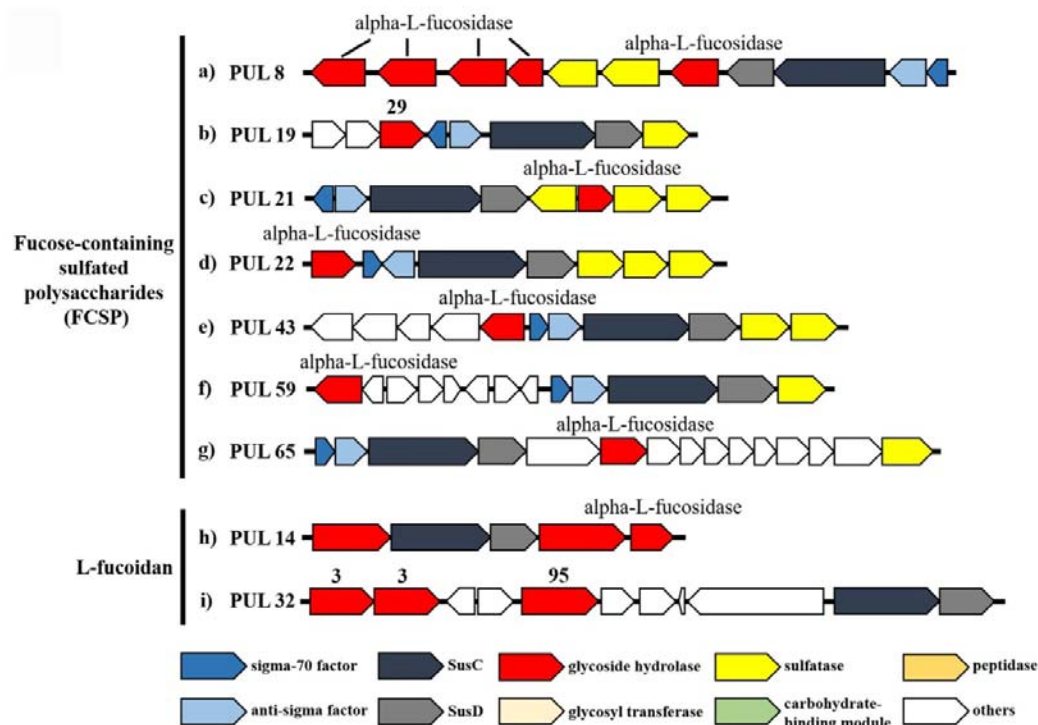 alpha-L-fucosidase
alpha-L-fucosidase
a) PUL 8
29
b) PUL 19
alpha-L-fucosidase
c) PUL 21
alpha-L-fucosidase
d) PUL 22
Fucose-containing
sulfated
polysaccharides
(FCSP)
alpha-L-fucosidase
e) PUL 43
alpha-L-fucosidase
f) PUL 59
alpha-L-fucosidase
g) PUL 65
alpha-L-fucosidase
h) PUL 14
L-fucoidan
3 3 95
i) PUL 32
sigma-70 factor SusC glycoside hydrolase sulfatase peptidase
anti-sigma factor SusD glycosyl transferase carbohydrate-
binding module others